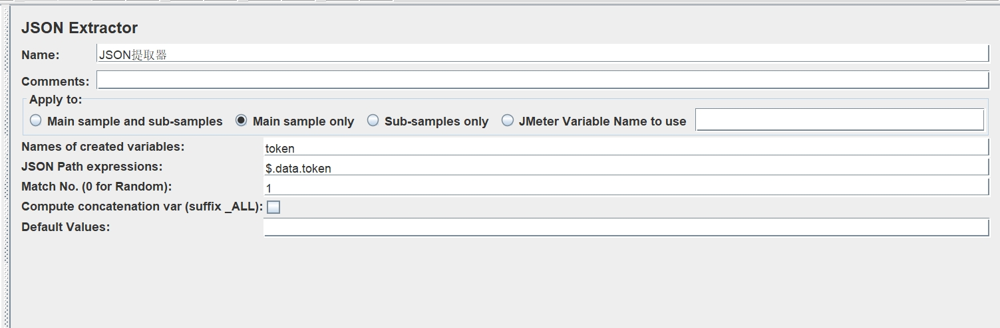 JSON Extractor
Name: JSON提取器
Comments:
Apply to:
Main sample and sub-samples Main sample only Sub-samples only JMeter Variable Name to use
Names of created variables: token
JSON Path expressions: $.data.token
Match No. (0 for Random): 1
Compute concatenation var (suffix _ALL):
Default Values: